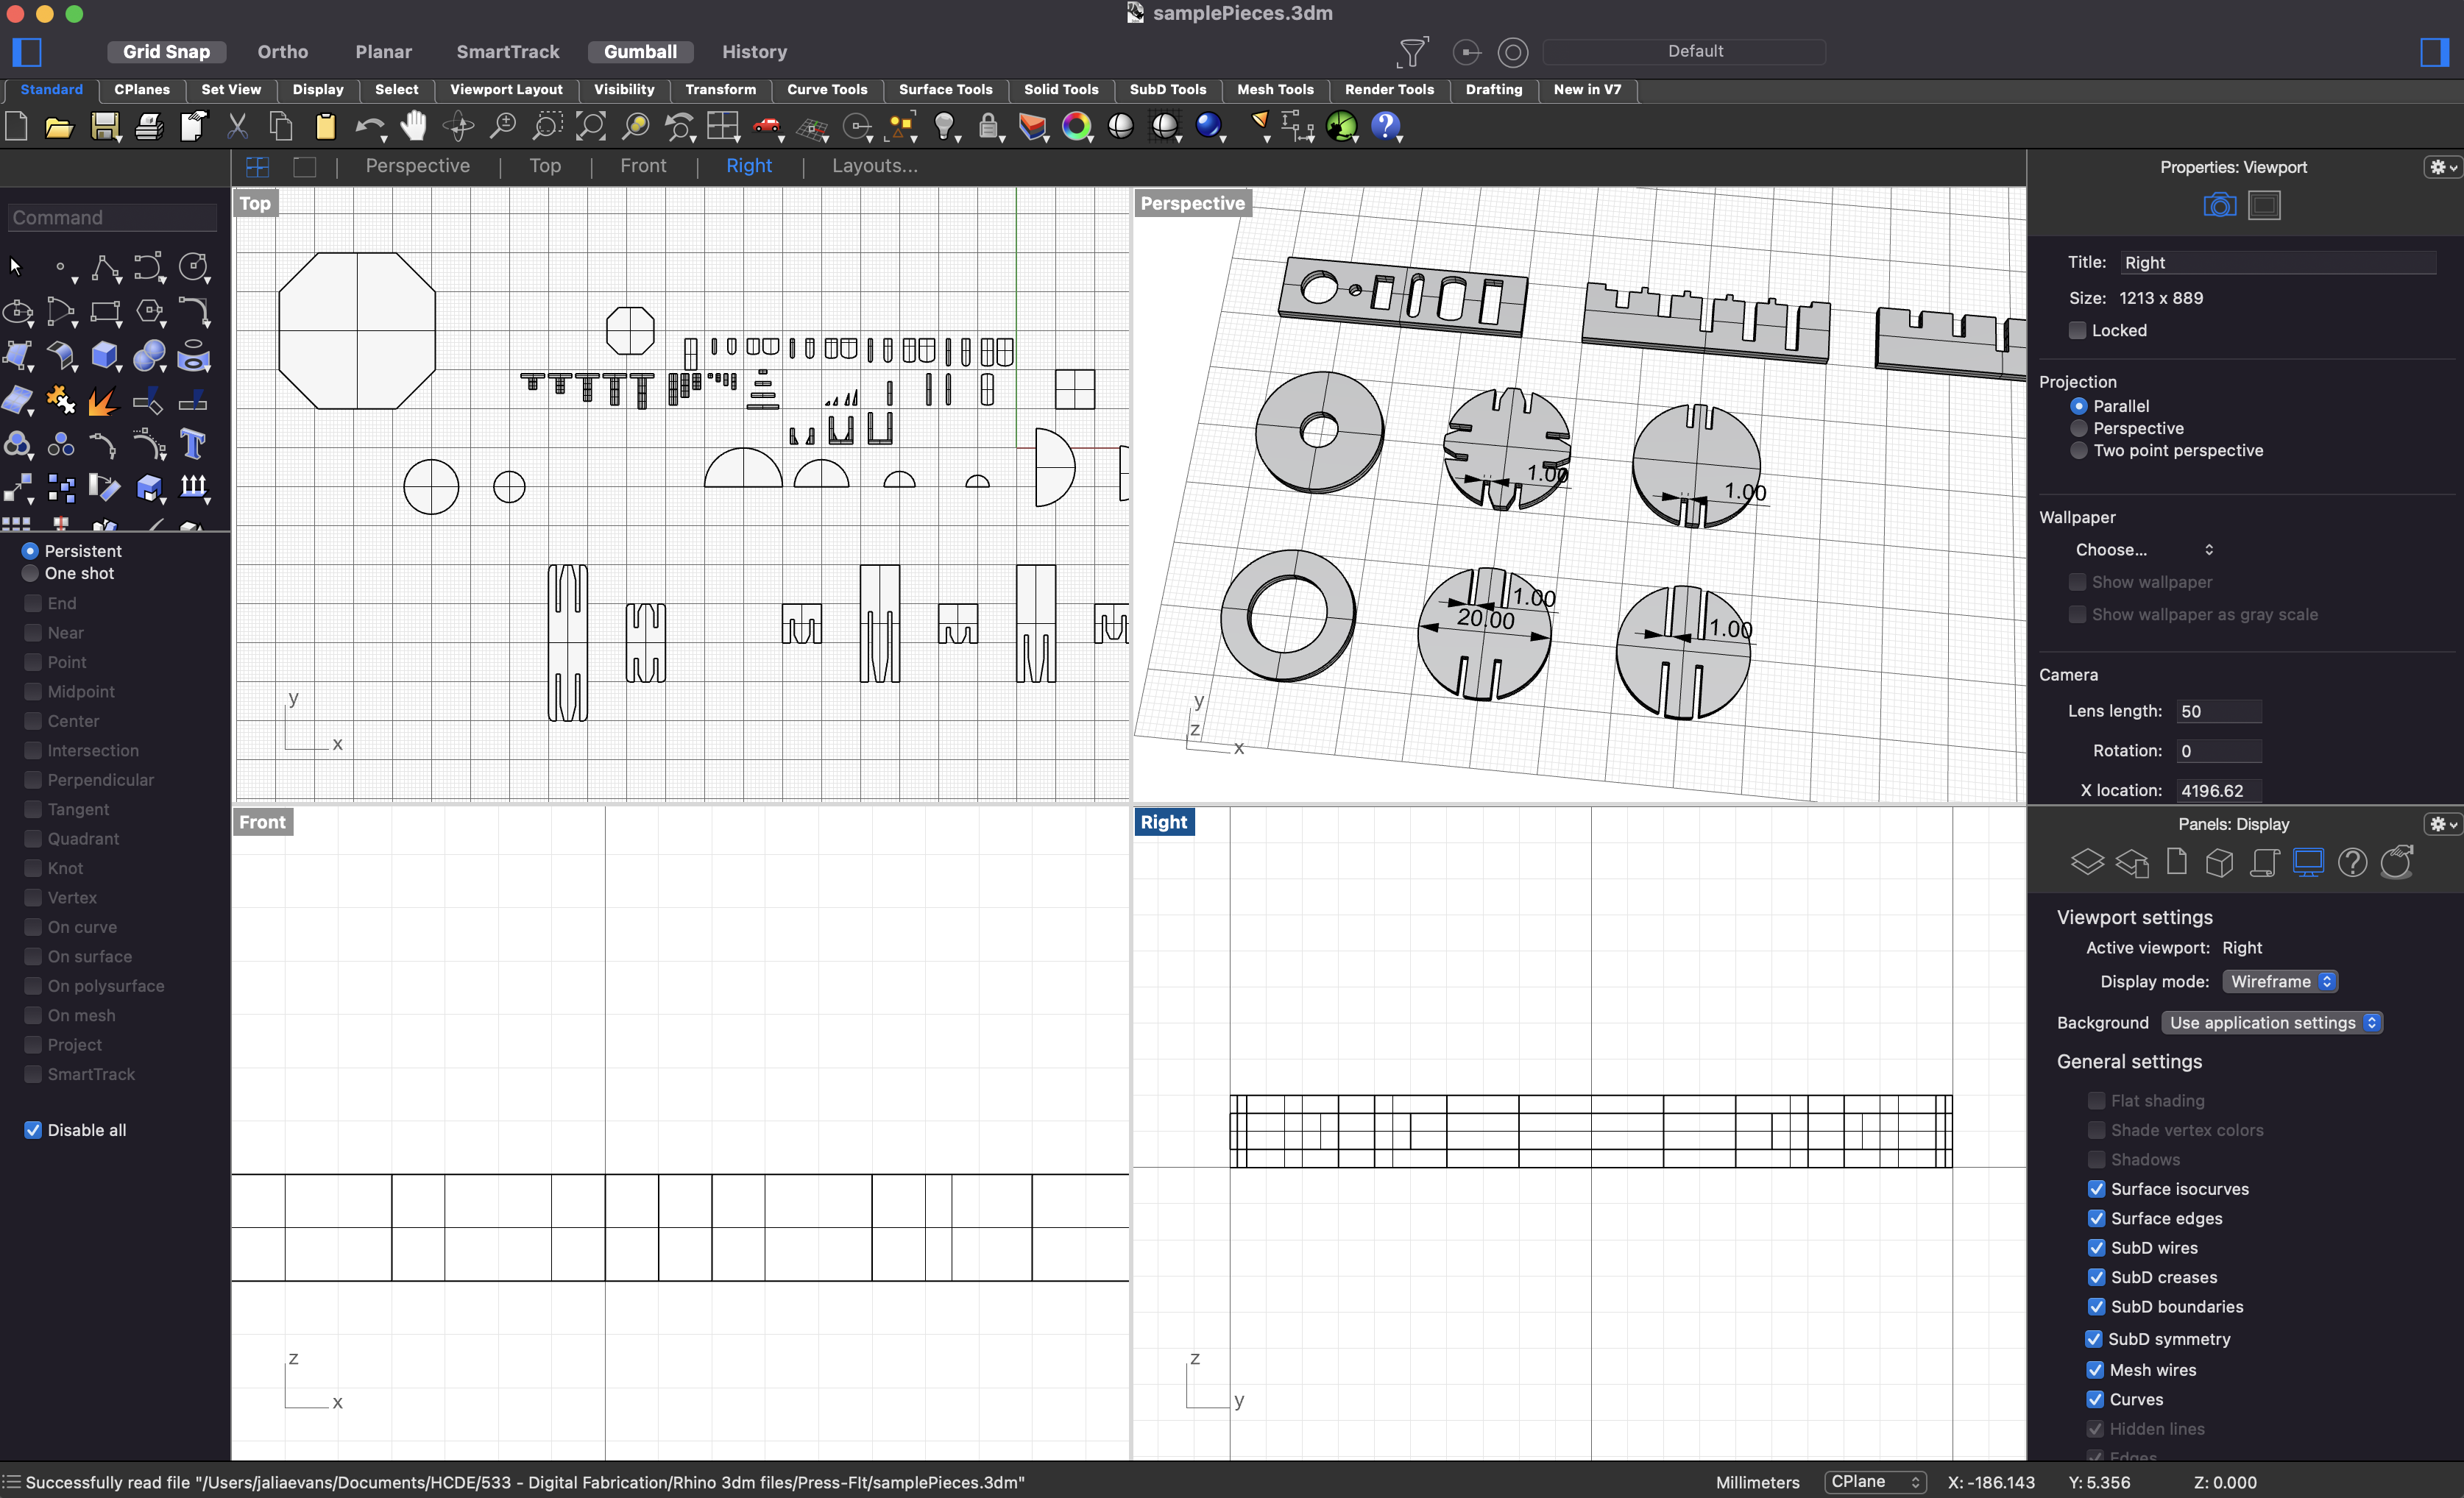 samplePieces.3dm
Grid Snap Ortho Planar SmartTrack Gumball History Default
Standard CPlanes Set View Display Select Viewport Layout Visibility Transform Curve Tools Surface Tools Solid Tools SubD Tools Mesh Tools Render Tools Drafting New in V7
Perspective Top Front Right Layouts...
Command
Persistent
One shot
End
Near
Point
Midpoint
Center
Intersection
Perpendicular
Tangent
Quadrant
Knot
Vertex
On curve
On surface
On polysurface
On mesh
Project
SmartTrack
Disable all
Top
y
x
Perspective
1.00
1.00
1.00
20.00
1.00
y
z
x
Front
z
x
Right
z
y
Properties: Viewport
Title: Right
Size: 1213 x 889
Locked
Projection
Parallel
Perspective
Two point perspective
Wallpaper
Choose...
Show wallpaper
Show wallpaper as gray scale
Camera
Lens length: 50
Rotation: 0
X location: 4196.62
Panels: Display
Viewport settings
Active viewport: Right
Display mode: Wireframe
Background Use application settings
General settings
Flat shading
Shade vertex colors
Shadows
Surface isocurves
Surface edges
SubD wires
SubD creases
SubD boundaries
SubD symmetry
Mesh wires
Curves
Hidden lines
Edges
Successfully read file "/Users/jaliaevans/Documents/HCDE/533 - Digital Fabrication/Rhino 3dm files/Press-FIt/samplePieces.3dm"
Millimeters CPlane X: -186.143 Y: 5.356 Z: 0.000